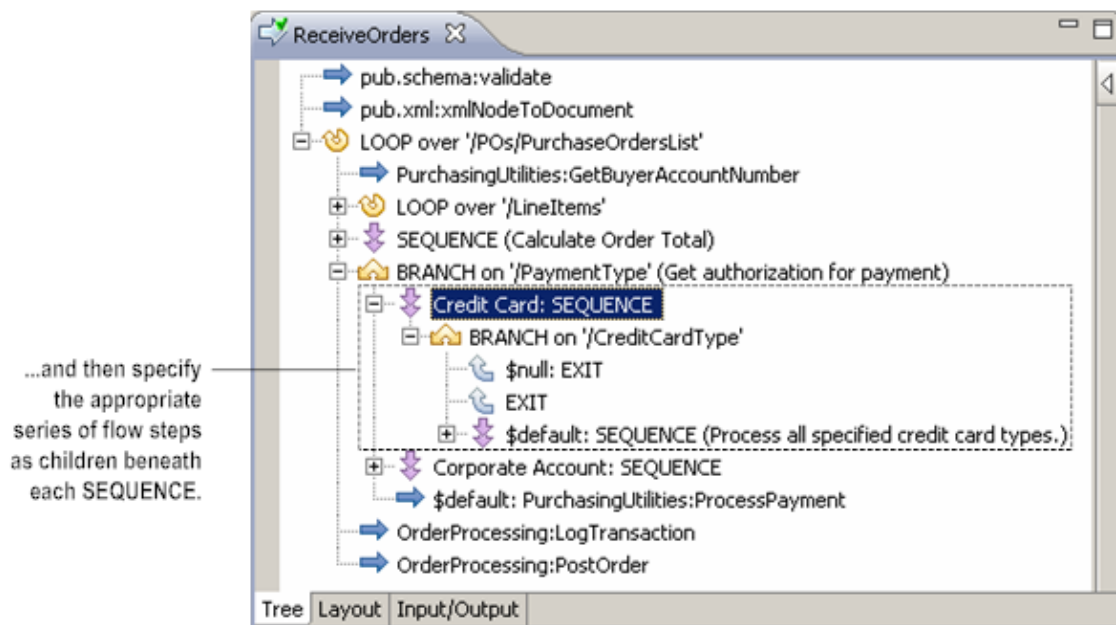 ReceiveOrders
pub.schema:validate
pub.xml:xmlNodeToDocument
LOOP over '/POs/PurchaseOrdersList'
PurchasingUtilities:GetBuyerAccountNumber
LOOP over '/LineItems'
SEQUENCE (Calculate Order Total)
BRANCH on '/PaymentType' (Get authorization for payment)
Credit Card: SEQUENCE
BRANCH on '/CreditCardType'
$null: EXIT
EXIT
$default: SEQUENCE (Process all specified credit card types.)
Corporate Account: SEQUENCE
$default: PurchasingUtilities:ProcessPayment
OrderProcessing:LogTransaction
OrderProcessing:PostOrder
Tree Layout Input/Output
...and then specify
the appropriate
series of flow steps
as children beneath
each SEQUENCE.